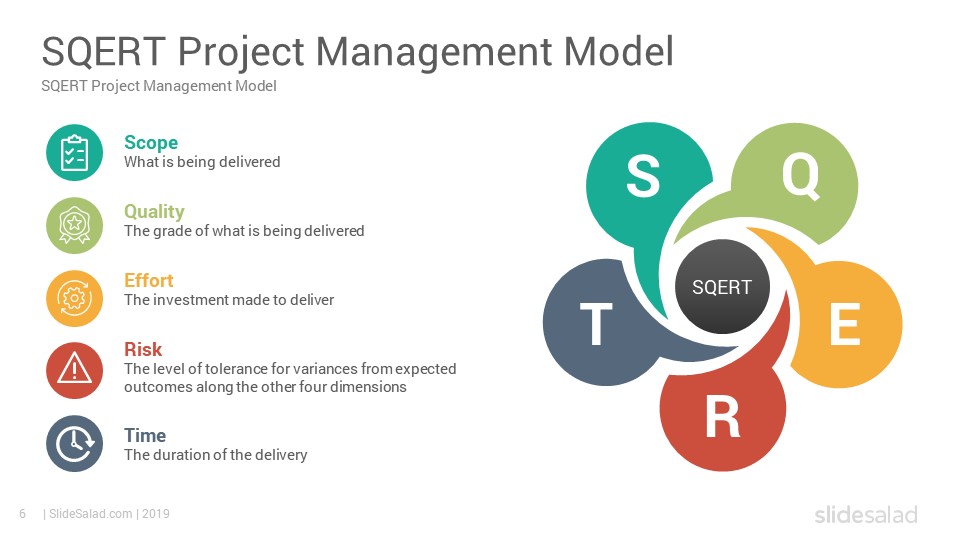 SQERT Project Management Model
SQERT Project Management Model
Scope
What is being delivered
Quality
The grade of what is being delivered
Effort
The investment made to deliver
Risk
The level of tolerance for variances from expected
outcomes along the other four dimensions
Time
The duration of the delivery
S
Q
T
SQERT
E
R
6 | SlideSalad.com | 2019
slidesalad